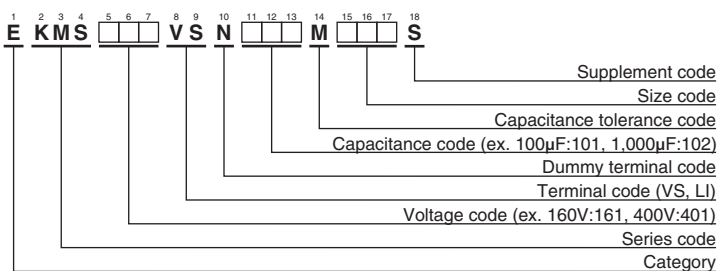 1 2 3 4 5 6 7 8 9 10 11 12 13 14 15 16 17 18
E KMS □□□ VS N □□□ M □□□ S
Supplement code
Size code
Capacitance tolerance code
Capacitance code (ex. 100µF:101, 1,000µF:102)
Dummy terminal code
Terminal code (VS, LI)
Voltage code (ex. 160V:161, 400V:401)
Series code
Category